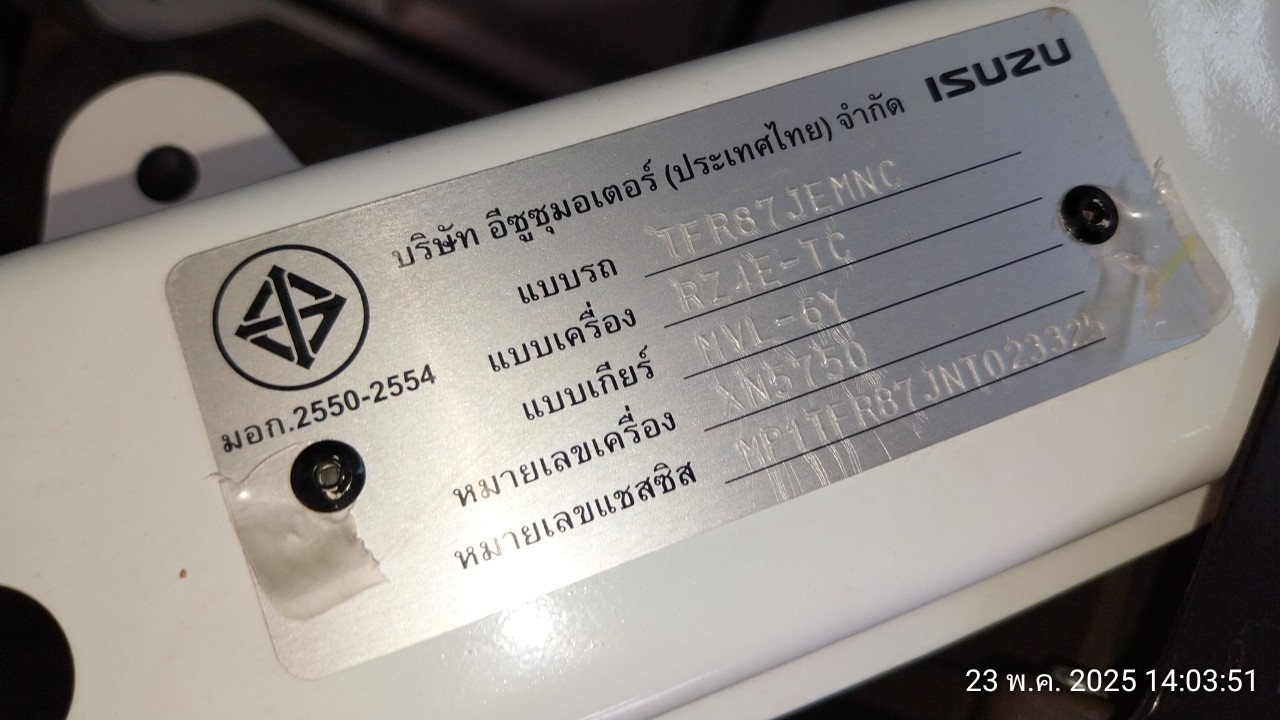 ISUZU
บริษัท อีซูซุมอเตอร์ (ประเทศไทย) จำกัด
แบบรถ TFR87JEMNC
แบบเครื่อง RZ4E-TC
แบบเกียร์ MVL-6Y
หมายเลขเครื่อง XN5750
หมายเลขแชสซิส MP1TFR87JNT023325
มอก.2550-2554
23 พ.ค. 2025 14:03:51